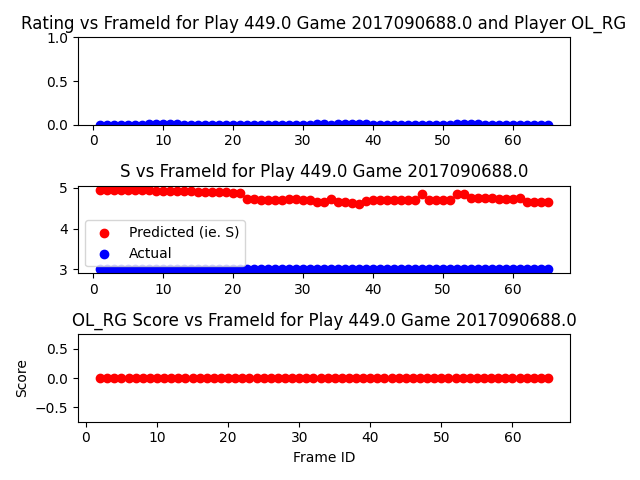 Rating vs FrameId for Play 449.0 Game 2017090688.0 and Player OL_RG
1.0
0.5
0.0
0 10 20 30 40 50 60
S vs FrameId for Play 449.0 Game 2017090688.0
5
4
3
Predicted (ie. S)
Actual
0 10 20 30 40 50 60
OL_RG Score vs FrameId for Play 449.0 Game 2017090688.0
Score
0.5
0.0
−0.5
0 10 20 30 40 50 60
Frame ID